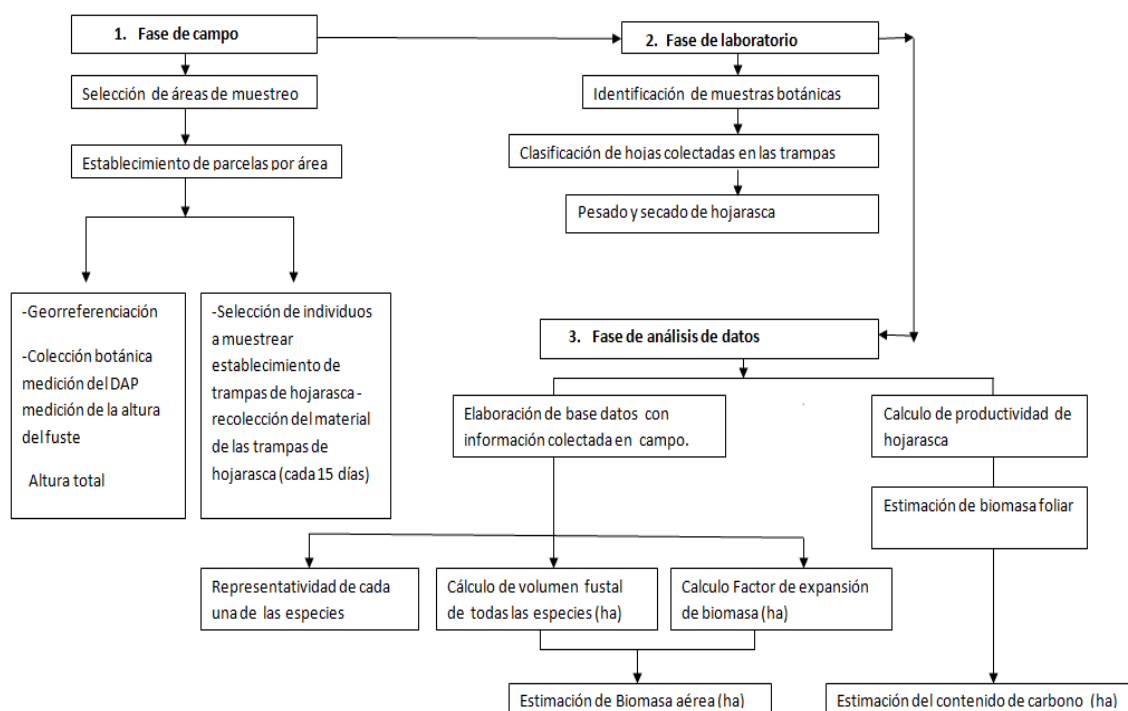 1. Fase de campo
Selección de áreas de muestreo
Establecimiento de parcelas por área
-Georreferenciación
-Colección botánica
medición del DAP
medición de la altura
del fuste
Altura total
-Selección de individuos
a muestrear
establecimiento de
trampas de hojarasca -
recolección del material
de las trampas de
hojarasca (cada 15 días)
2. Fase de laboratorio
Identificación de muestras botánicas
Clasificación de hojas colectadas en las trampas
Pesado y secado de hojarasca
3. Fase de análisis de datos
Elaboración de base datos con
información colectada en campo.
Calculo de productividad de
hojarasca
Estimación de biomasa foliar
Representatividad de cada
una de las especies
Cálculo de volumen fustal
de todas las especies (ha)
Calculo Factor de expansión
de biomasa (ha)
Estimación de Biomasa aérea (ha)
Estimación del contenido de carbono (ha)